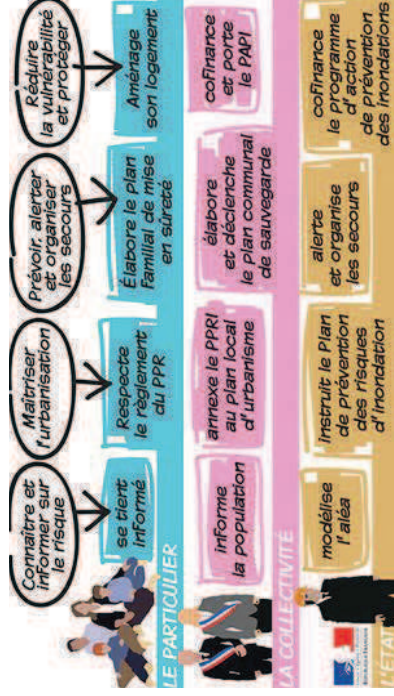 Connaître et
informer sur
le risque
Maîtriser
l'urbanisation
Prévoir, alerter
et organiser
les secours
Réduire
la vulnérabilité
et protéger
se tient
informé
Respecte
le règlement
du PPR
Élabore le plan
Familial de mise
en sûreté
Aménage
son logement
LE PARTICULIER
informe
la population
annexe le PPRI
au plan local
d'urbanisme
élabore
et déclenche
le plan communal
de sauvegarde
coFinance
et porte
le PAPI
LA COLLECTIVITÉ
modélise
l'aléa
instruit le Plan
de prévention
des risques
d'inondation
alerte
et organise
les secours
coFinance
le programme
d'action
de prévention
des inondations
L'ÉTAT